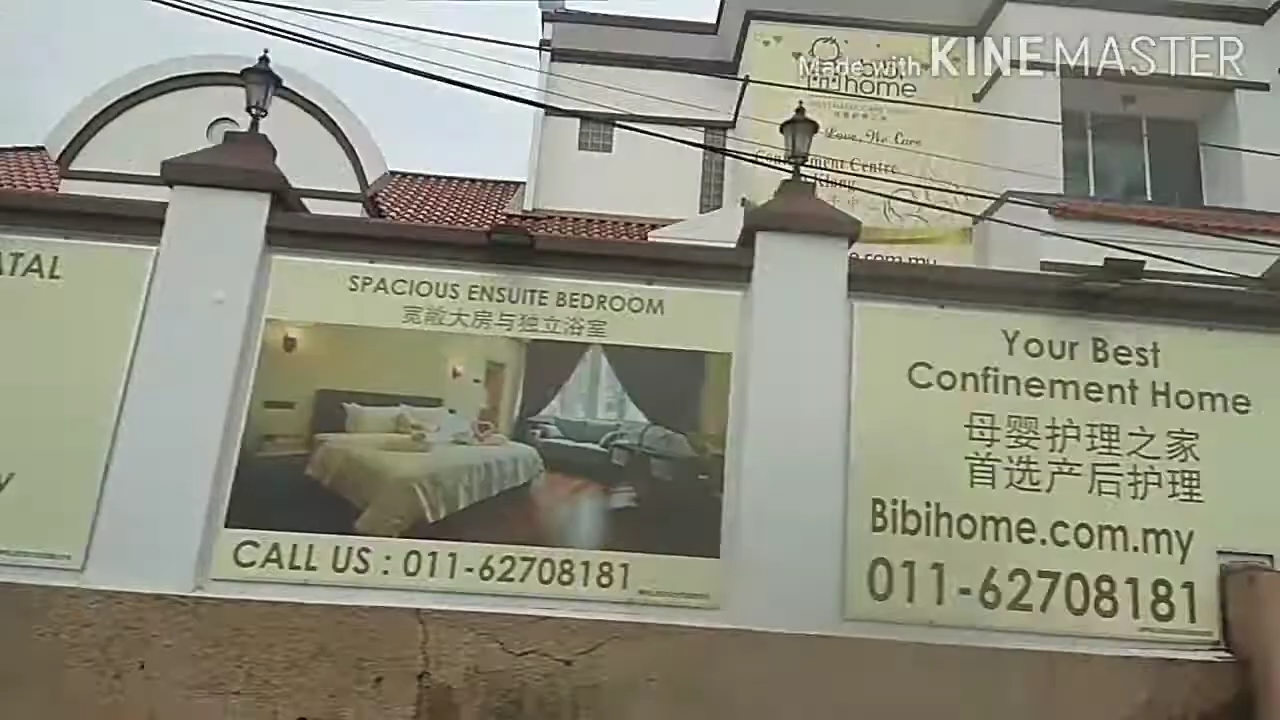 Made with KINEMASTER
home
Love, We Care
Centre
Klang
ATAL
SPACIOUS ENSUITE BEDROOM
宽敞大房与独立浴室
CALL US : 011-62708181
Your Best
Confinement Home
母婴护理之家
首选产后护理
Bibihome.com.my
011-62708181